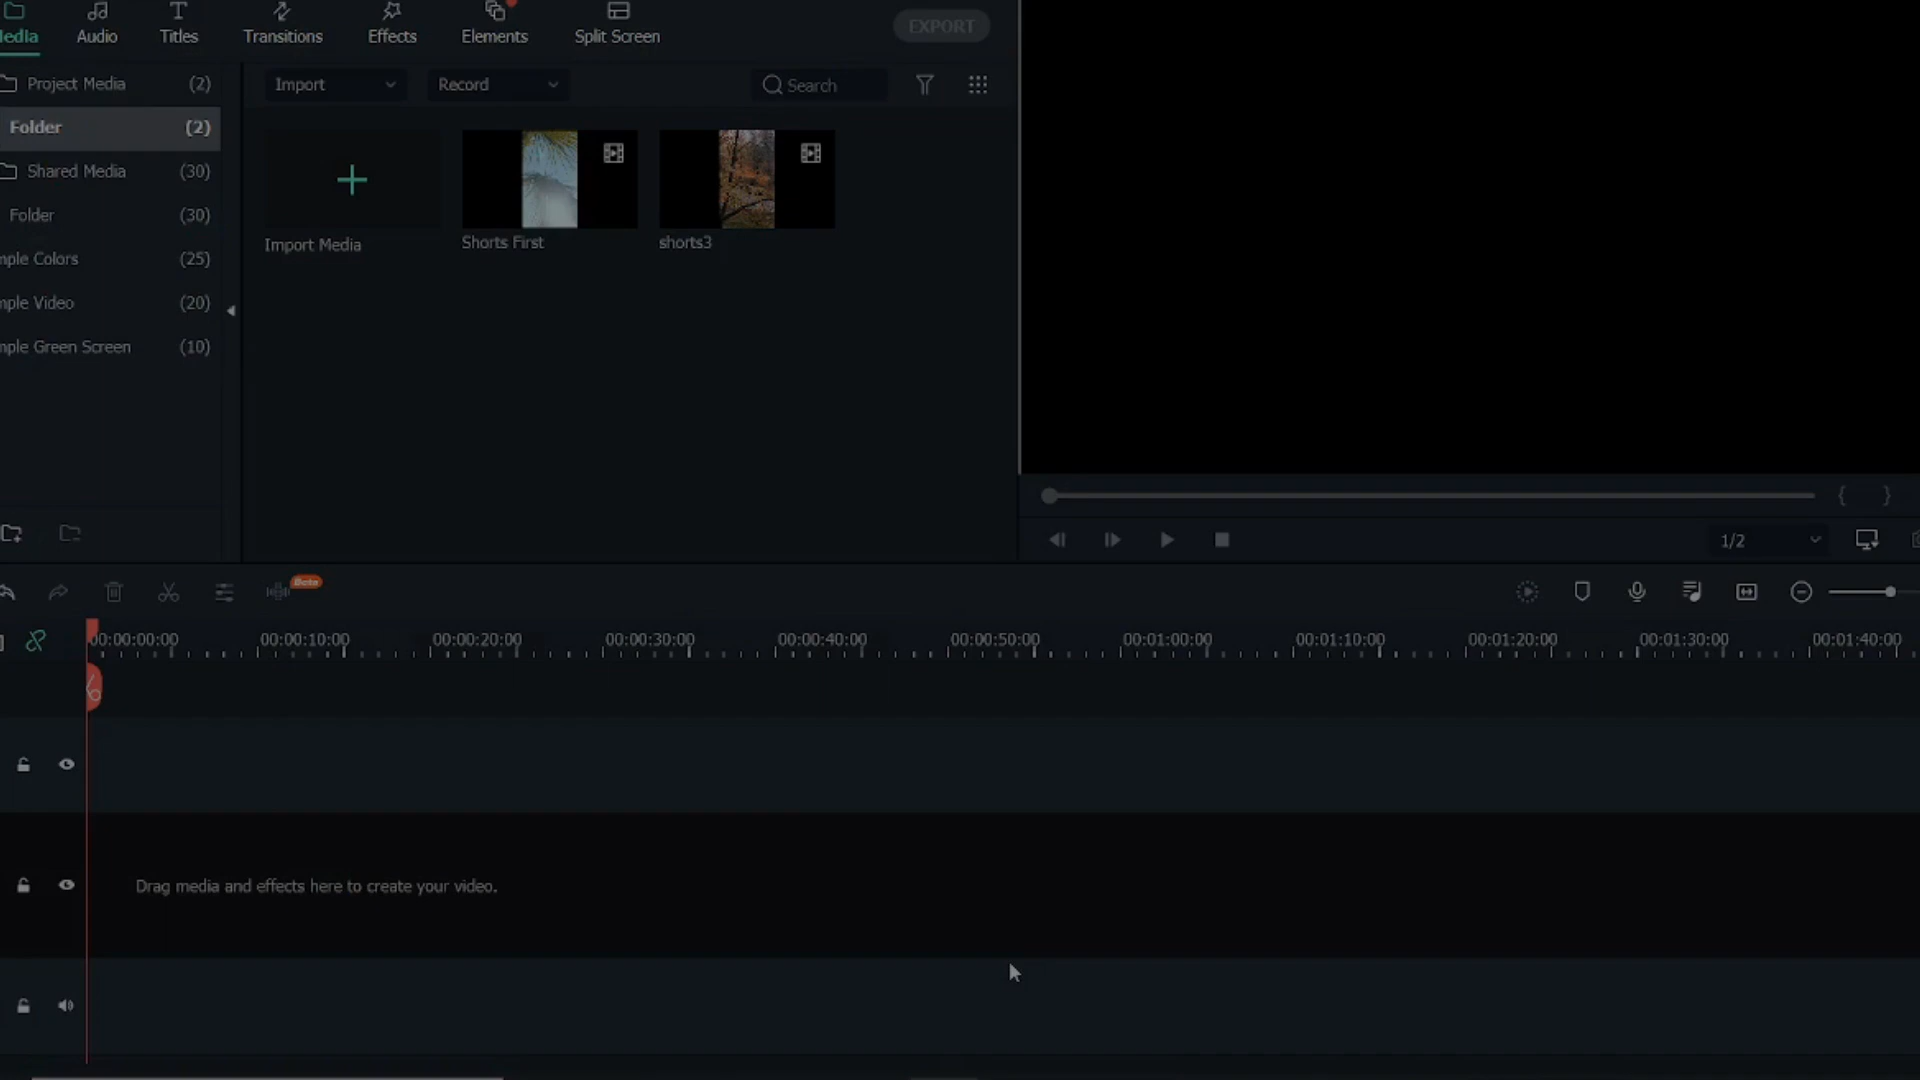 edia
Audio
Titles
Transitions
Effects
Elements
Split Screen
EXPORT
Project Media (2)
Folder (2)
Shared Media (30)
Folder (30)
mple Colors (25)
mple Video (20)
mple Green Screen (10)
Import
Record
Search
Import Media
Shorts First
shorts3
1/2
Beta
00:00:00:00
00:00:10:00
00:00:20:00
00:00:30:00
00:00:40:00
00:00:50:00
00:01:00:00
00:01:10:00
00:01:20:00
00:01:30:00
00:01:40:00
Drag media and effects here to create your video.